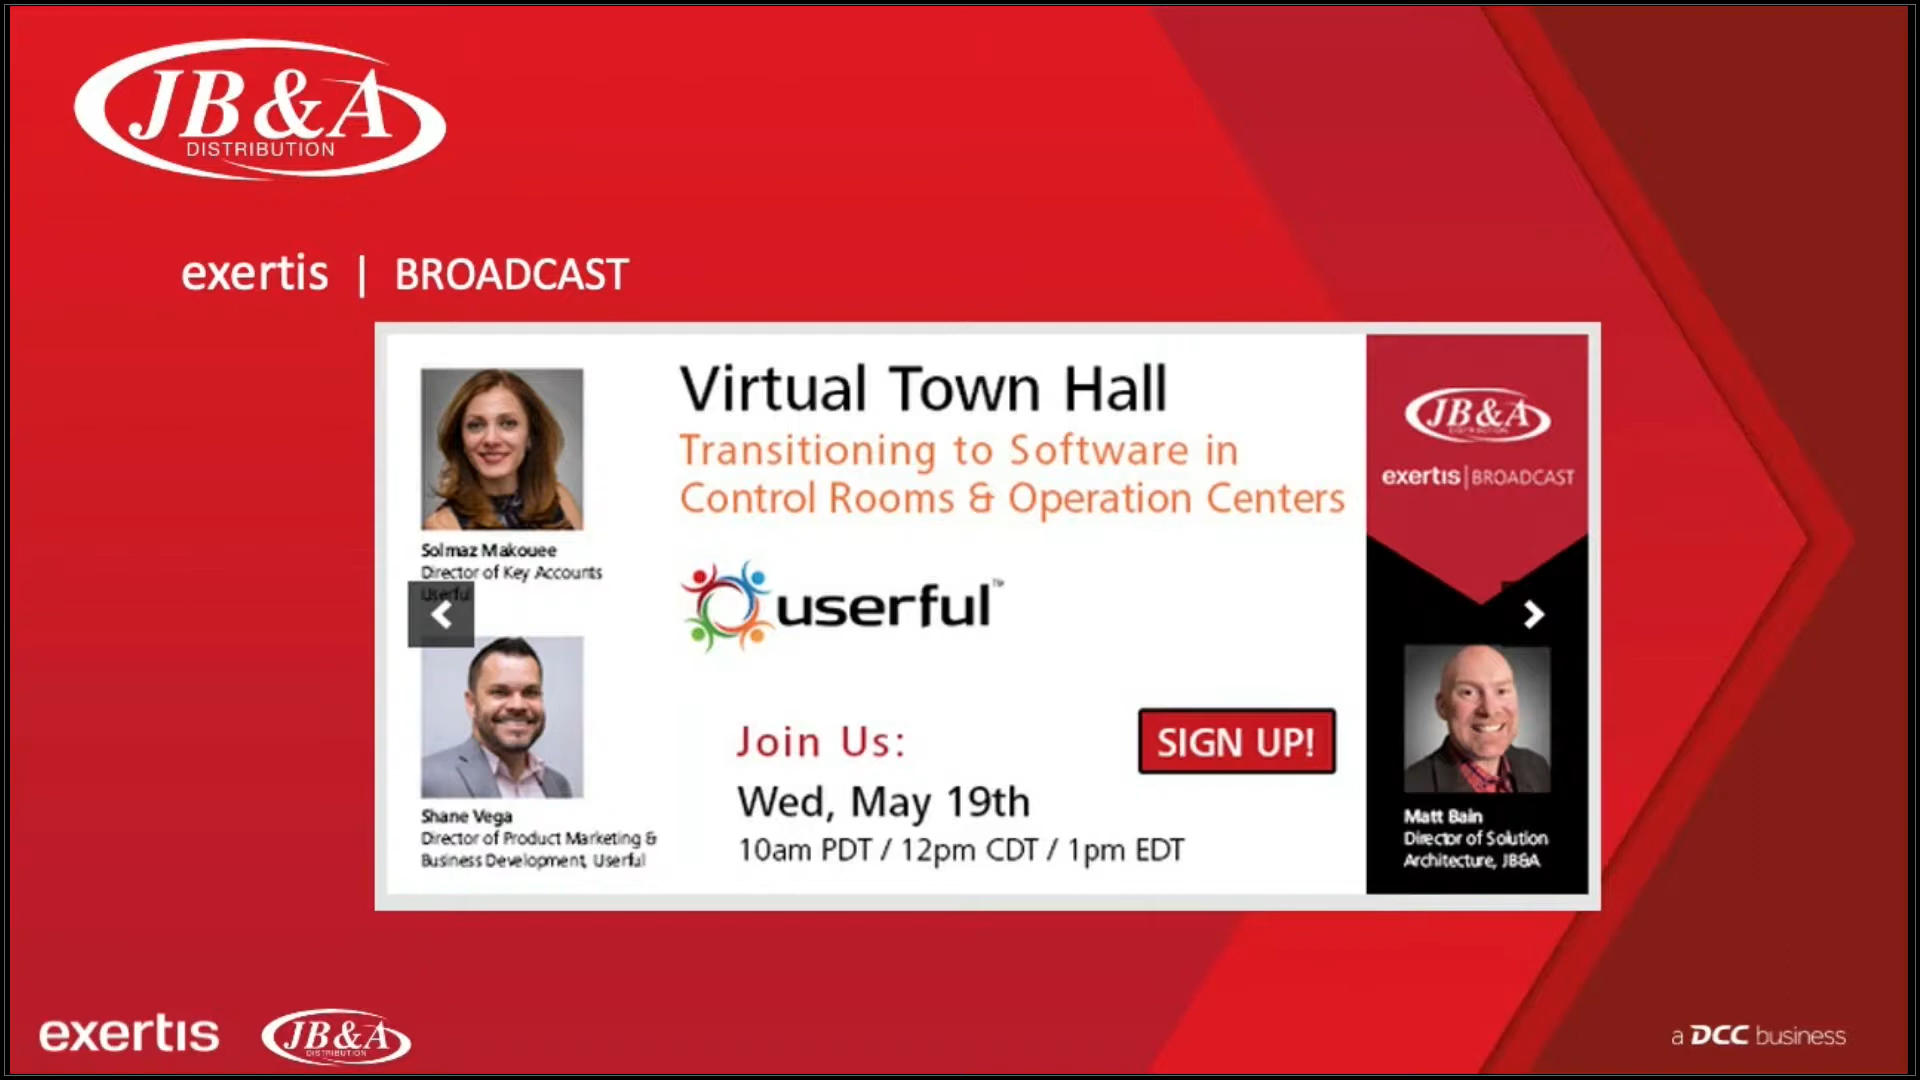 JB&A
DISTRIBUTION
exertis | BROADCAST
Solmaz Makouee
Director of Key Accounts
Userful
Shane Vega
Director of Product Marketing &
Business Development, Userful
Virtual Town Hall
Transitioning to Software in
Control Rooms & Operation Centers
userful™
Join Us:
Wed, May 19th
10am PDT / 12pm CDT / 1pm EDT
SIGN UP!
JB&A
DISTRIBUTION
exertis | BROADCAST
Matt Bain
Director of Solution
Architecture, JB&A
exertis
JB&A
DISTRIBUTION
a DCC business